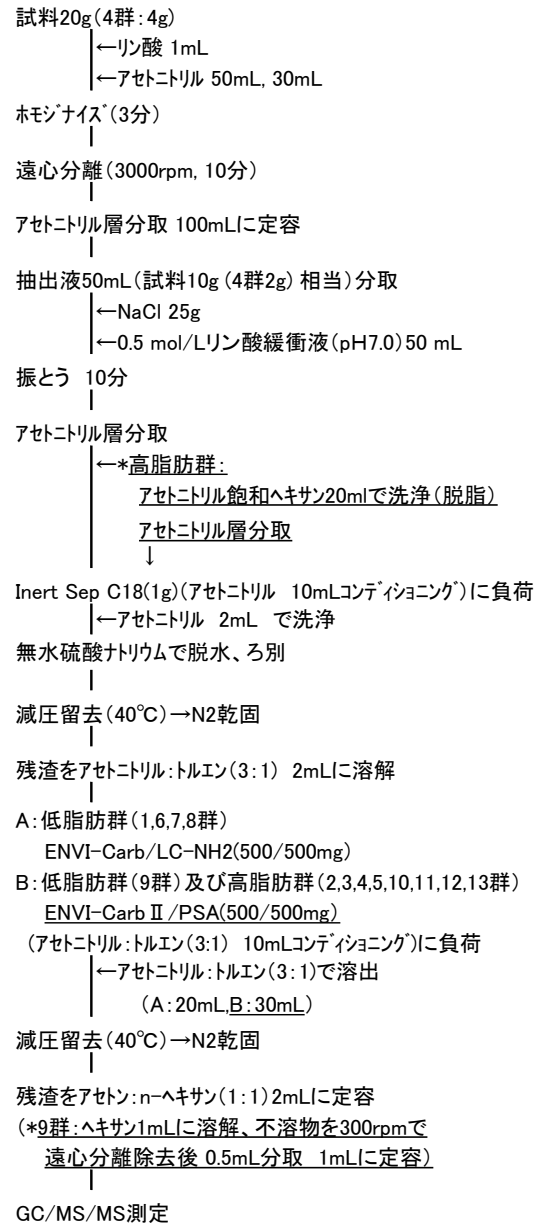 試料20g(4群:4g)
←リン酸 1mL
←アセトニトリル 50mL, 30mL
ホモジナイズ(3分)
遠心分離(3000rpm, 10分)
アセトニトリル層分取 100mLに定容
抽出液50mL(試料10g (4群2g) 相当)分取
←NaCl 25g
←0.5 mol/Lリン酸緩衝液(pH7.0)50 mL
振とう 10分
アセトニトリル層分取
←*高脂肪群:
アセトニトリル飽和ヘキサン20mlで洗浄(脱脂)
アセトニトリル層分取
↓
Inert Sep C18(1g)(アセトニトリル 10mLコンディショニング)に負荷
←アセトニトリル 2mL で洗浄
無水硫酸ナトリウムで脱水、ろ別
減圧留去(40℃)→N2乾固
残渣をアセトニトリル:トルエン(3:1) 2mLに溶解
A:低脂肪群(1,6,7,8群)
ENVI-Carb/LC-NH2(500/500mg)
B:低脂肪群(9群)及び高脂肪群(2,3,4,5,10,11,12,13群)
ENVI-CarbⅡ/PSA(500/500mg)
(アセトニトリル:トルエン(3:1) 10mLコンディショニング)に負荷
←アセトニトリル:トルエン(3:1)で溶出
(A:20mL,B:30mL)
減圧留去(40℃)→N2乾固
残渣をアセトン:n-ヘキサン(1:1)2mLに定容
(*9群:ヘキサン1mLに溶解、不溶物を300rpmで
遠心分離除去後 0.5mL分取 1mLに定容)
GC/MS/MS測定